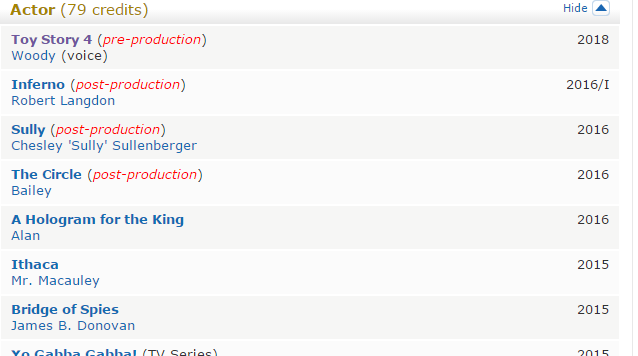 Actor (79 credits) Hide
Toy Story 4 (pre-production) 2018
Woody (voice)
Inferno (post-production) 2016/I
Robert Langdon
Sully (post-production) 2016
Chesley 'Sully' Sullenberger
The Circle (post-production) 2016
Bailey
A Hologram for the King 2016
Alan
Ithaca 2015
Mr. Macauley
Bridge of Spies 2015
James B. Donovan
Yo Gabba Gabba! (TV Series) 2015